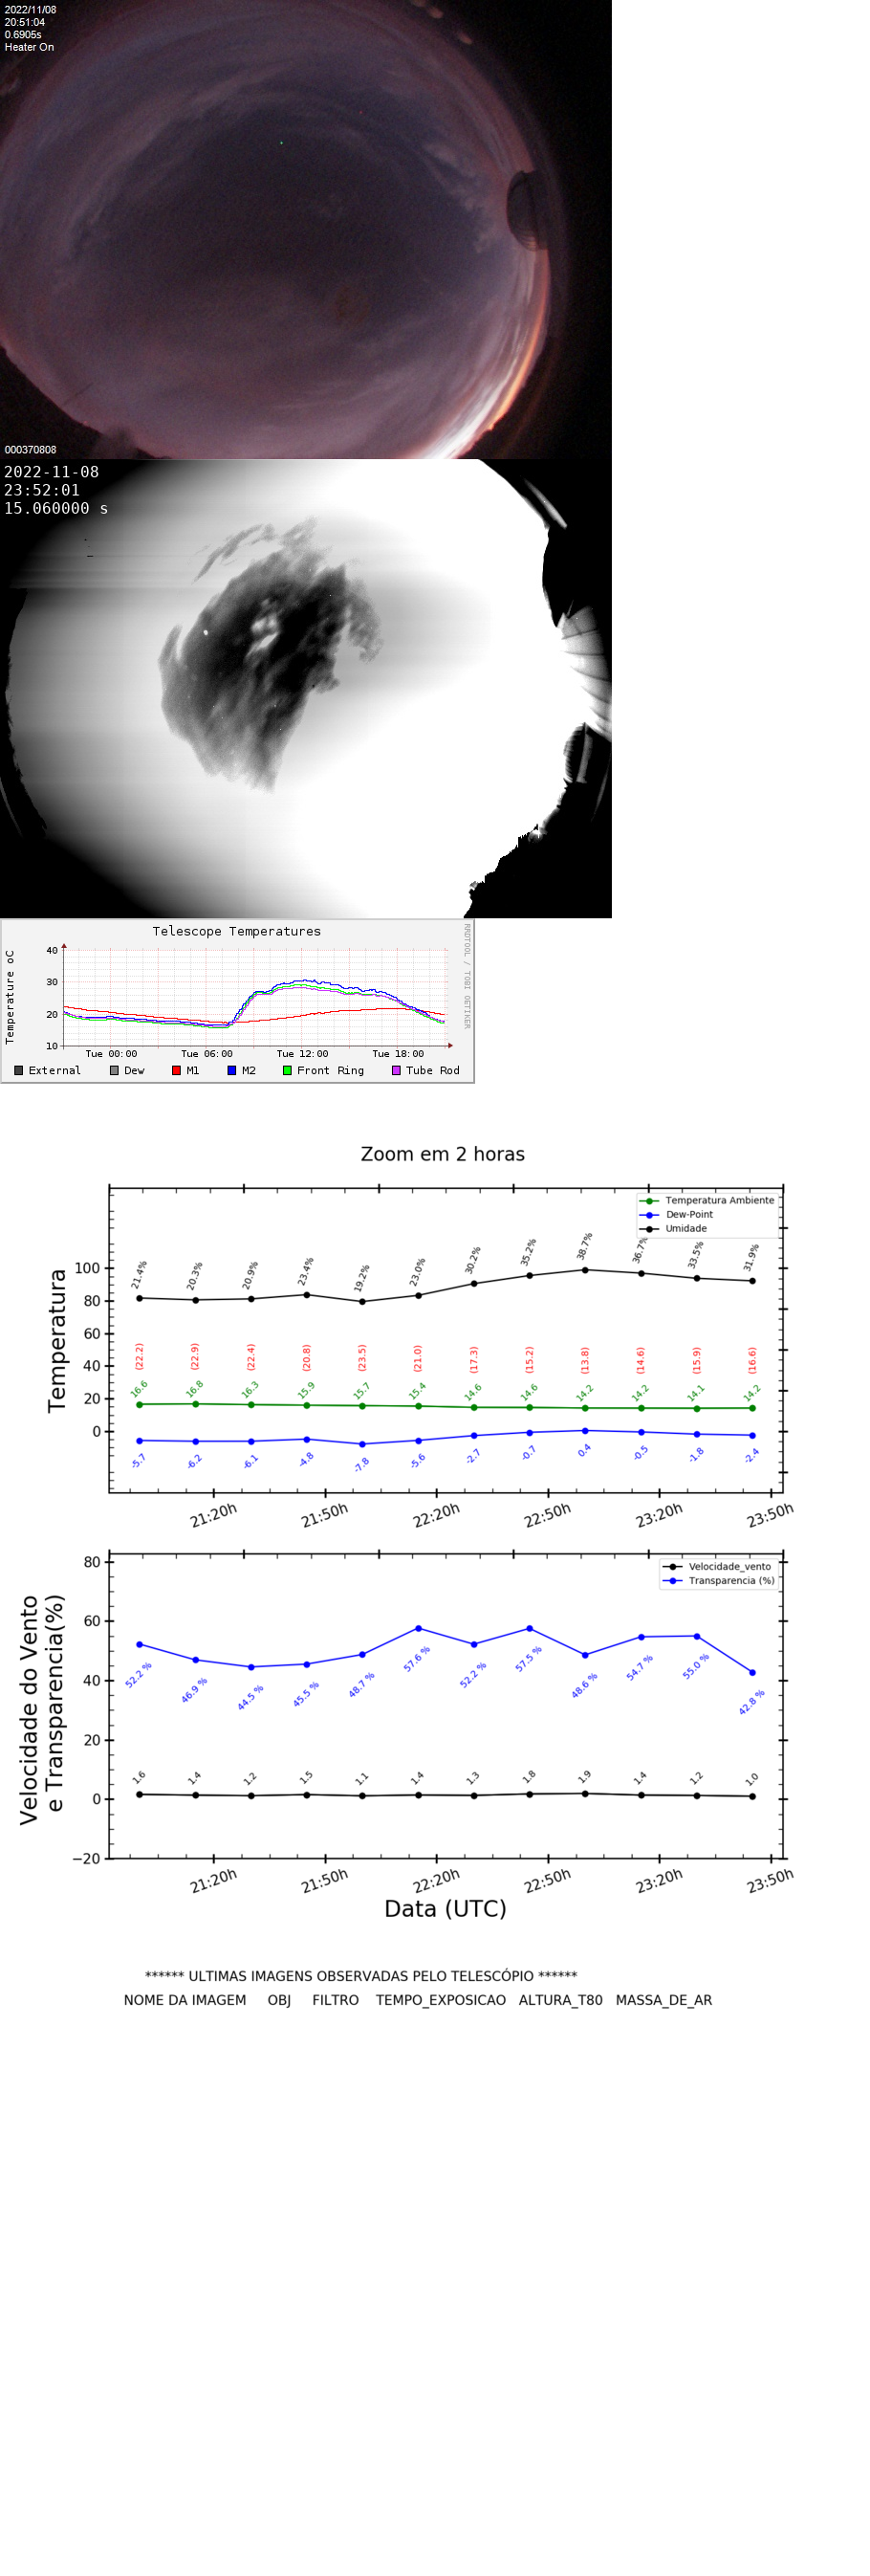 2022/11/08
20:51:04
0.6905s
Heater On
000370808
2022-11-08
23:52:01
15.060000 s
Telescope Temperatures
RRDTOOL / TOBI OETIKER
Temperature oC
40
30
20
10
Tue 00:00 Tue 06:00 Tue 12:00 Tue 18:00
External Dew M1 M2 Front Ring Tube Rod
Zoom em 2 horas
Temperatura Ambiente
Dew-Point
Umidade
Temperatura
100
80
60
40
20
0
21.4% 20.3% 20.9% 23.4% 19.2% 23.0% 30.2% 35.2% 38.7% 36.7% 33.5% 31.9%
(22.2) (22.9) (22.4) (20.8) (23.5) (21.0) (17.3) (15.2) (13.8) (14.6) (15.9) (16.6)
16.6 16.8 16.3 15.9 15.7 15.4 14.6 14.6 14.2 14.2 14.1 14.2
-5.7 -6.2 -6.1 -4.8 -7.8 -5.6 -2.7 -0.7 0.4 -0.5 -1.8 -2.4
21:20h 21:50h 22:20h 22:50h 23:20h 23:50h
Velocidade_vento
Transparencia (%)
Velocidade do Vento
e Transparencia(%)
80
60
40
20
0
−20
52.2 % 46.9 % 44.5 % 45.5 % 48.7 % 57.6 % 52.2 % 57.5 % 48.6 % 54.7 % 55.0 % 42.8 %
1.6 1.4 1.2 1.5 1.1 1.4 1.3 1.8 1.9 1.4 1.2 1.0
21:20h 21:50h 22:20h 22:50h 23:20h 23:50h
Data (UTC)
****** ULTIMAS IMAGENS OBSERVADAS PELO TELESCÓPIO ******
NOME DA IMAGEM OBJ FILTRO TEMPO_EXPOSICAO ALTURA_T80 MASSA_DE_AR